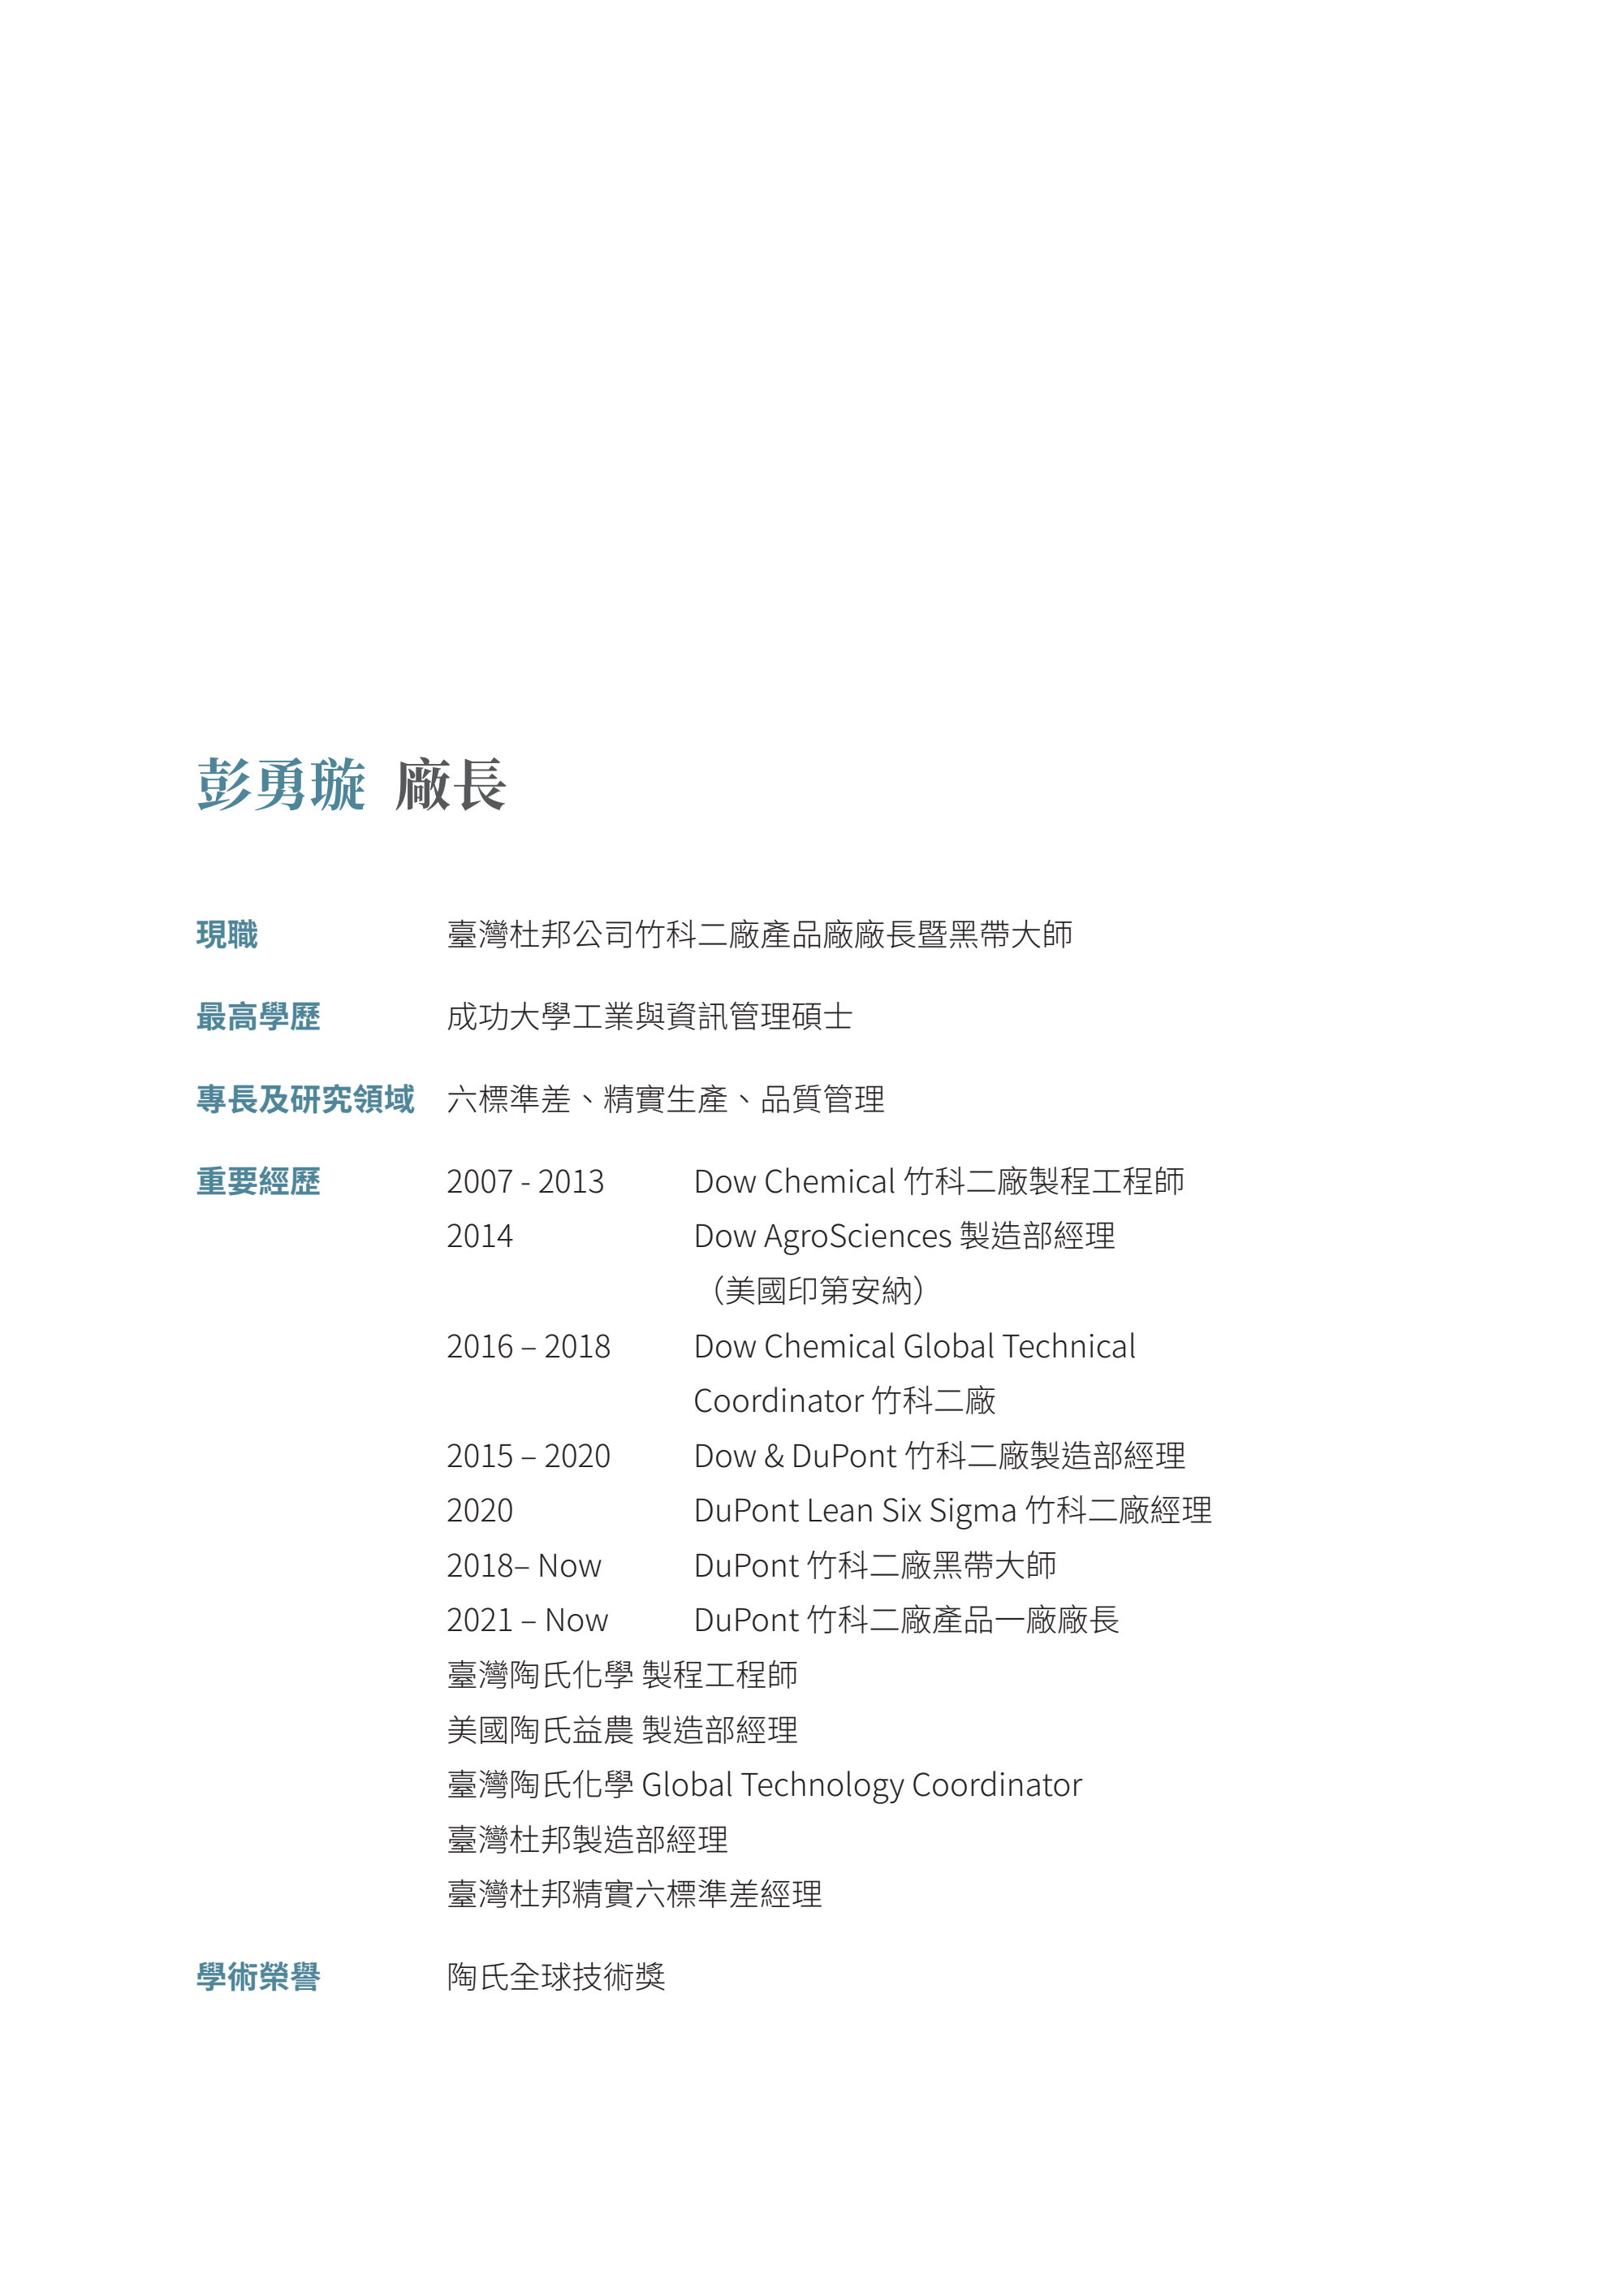 彭勇璇 廠長
現職 臺灣杜邦公司竹科二廠產品廠廠長暨黑帶大師
最高學歷 成功大學工業與資訊管理碩士
專長及研究領域 六標準差、精實生產、品質管理
重要經歷 2007 - 2013 Dow Chemical 竹科二廠製程工程師
2014 Dow AgroSciences 製造部經理
（美國印第安納）
2016 – 2018 Dow Chemical Global Technical
Coordinator 竹科二廠
2015 – 2020 Dow & DuPont 竹科二廠製造部經理
2020 DuPont Lean Six Sigma 竹科二廠經理
2018– Now DuPont 竹科二廠黑帶大師
2021 – Now DuPont 竹科二廠產品一廠廠長
臺灣陶氏化學 製程工程師
美國陶氏益農 製造部經理
臺灣陶氏化學 Global Technology Coordinator
臺灣杜邦製造部經理
臺灣杜邦精實六標準差經理
學術榮譽 陶氏全球技術獎